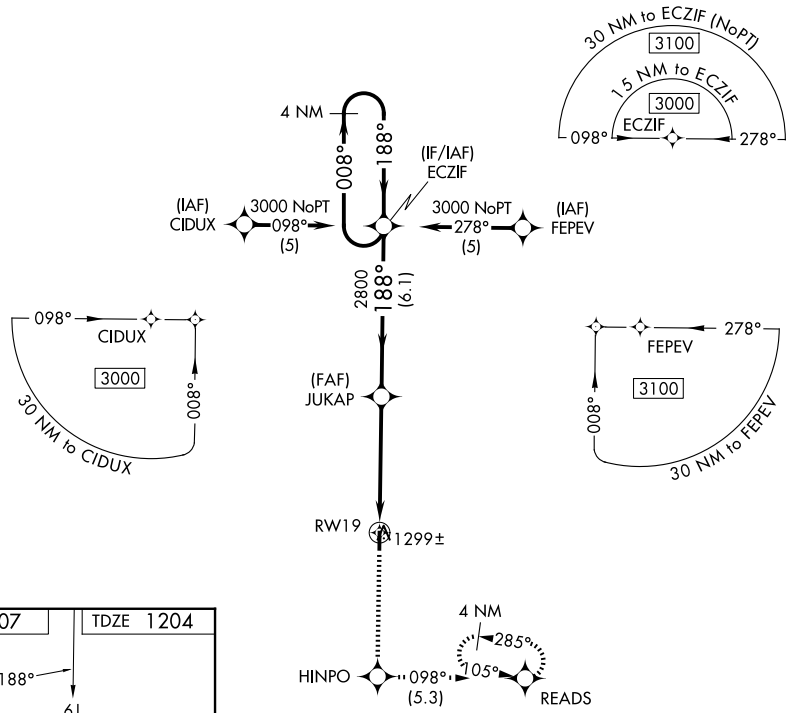 30 NM to ECZIF (NoPT)
3100
15 NM to ECZIF
3000
098°
ECZIF
278°
4 NM
008°
188°
(IF/IAF)
ECZIF
(IAF)
CIDUX
3000 NoPT
098°
(5)
3000 NoPT
278°
(5)
(IAF)
FEPEV
2800
188°
(6.1)
098°
CIDUX
3000
008°
30 NM to CIDUX
278°
FEPEV
3100
008°
30 NM to FEPEV
(FAF)
JUKAP
RW19
1299±
07
TDZE 1204
188°
HINPO
098°
(5.3)
4 NM
285°
105°
READS